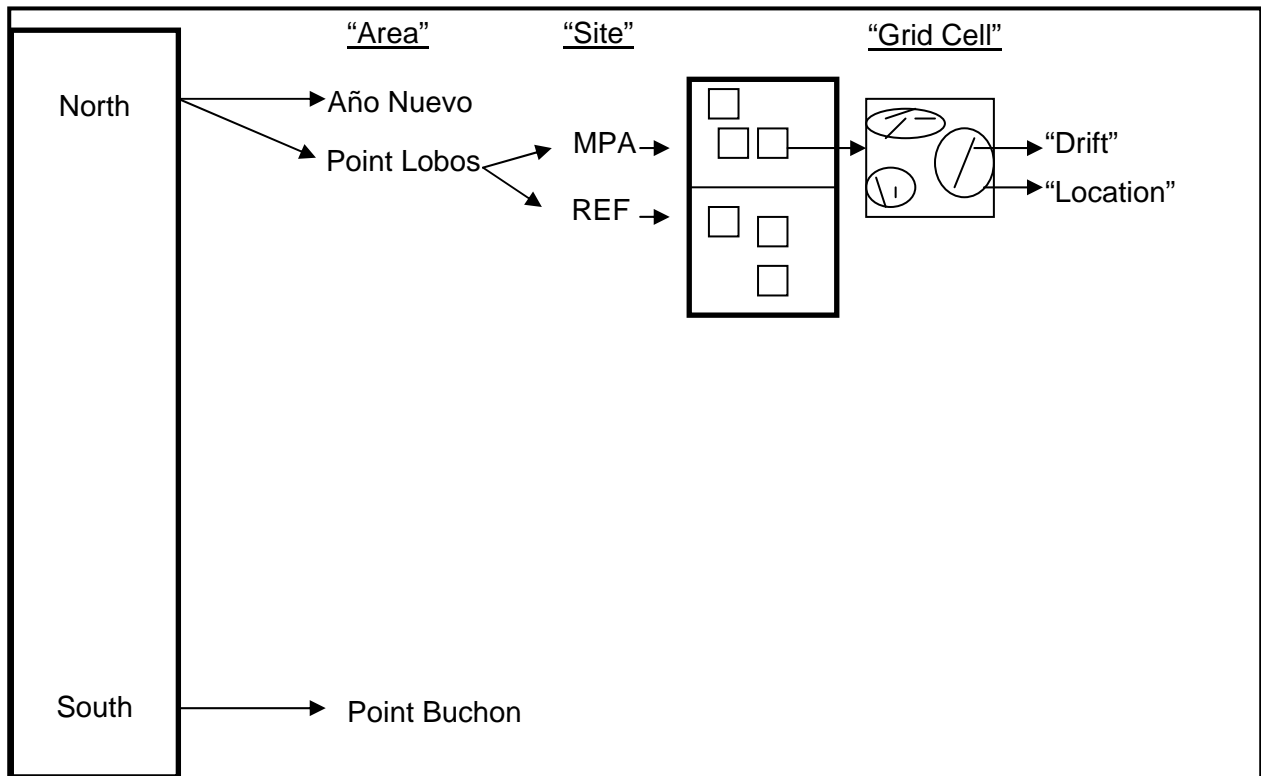 “Area” “Site” “Grid Cell”
North
Año Nuevo
Point Lobos
MPA
REF
“Drift”
“Location”
South
Point Buchon